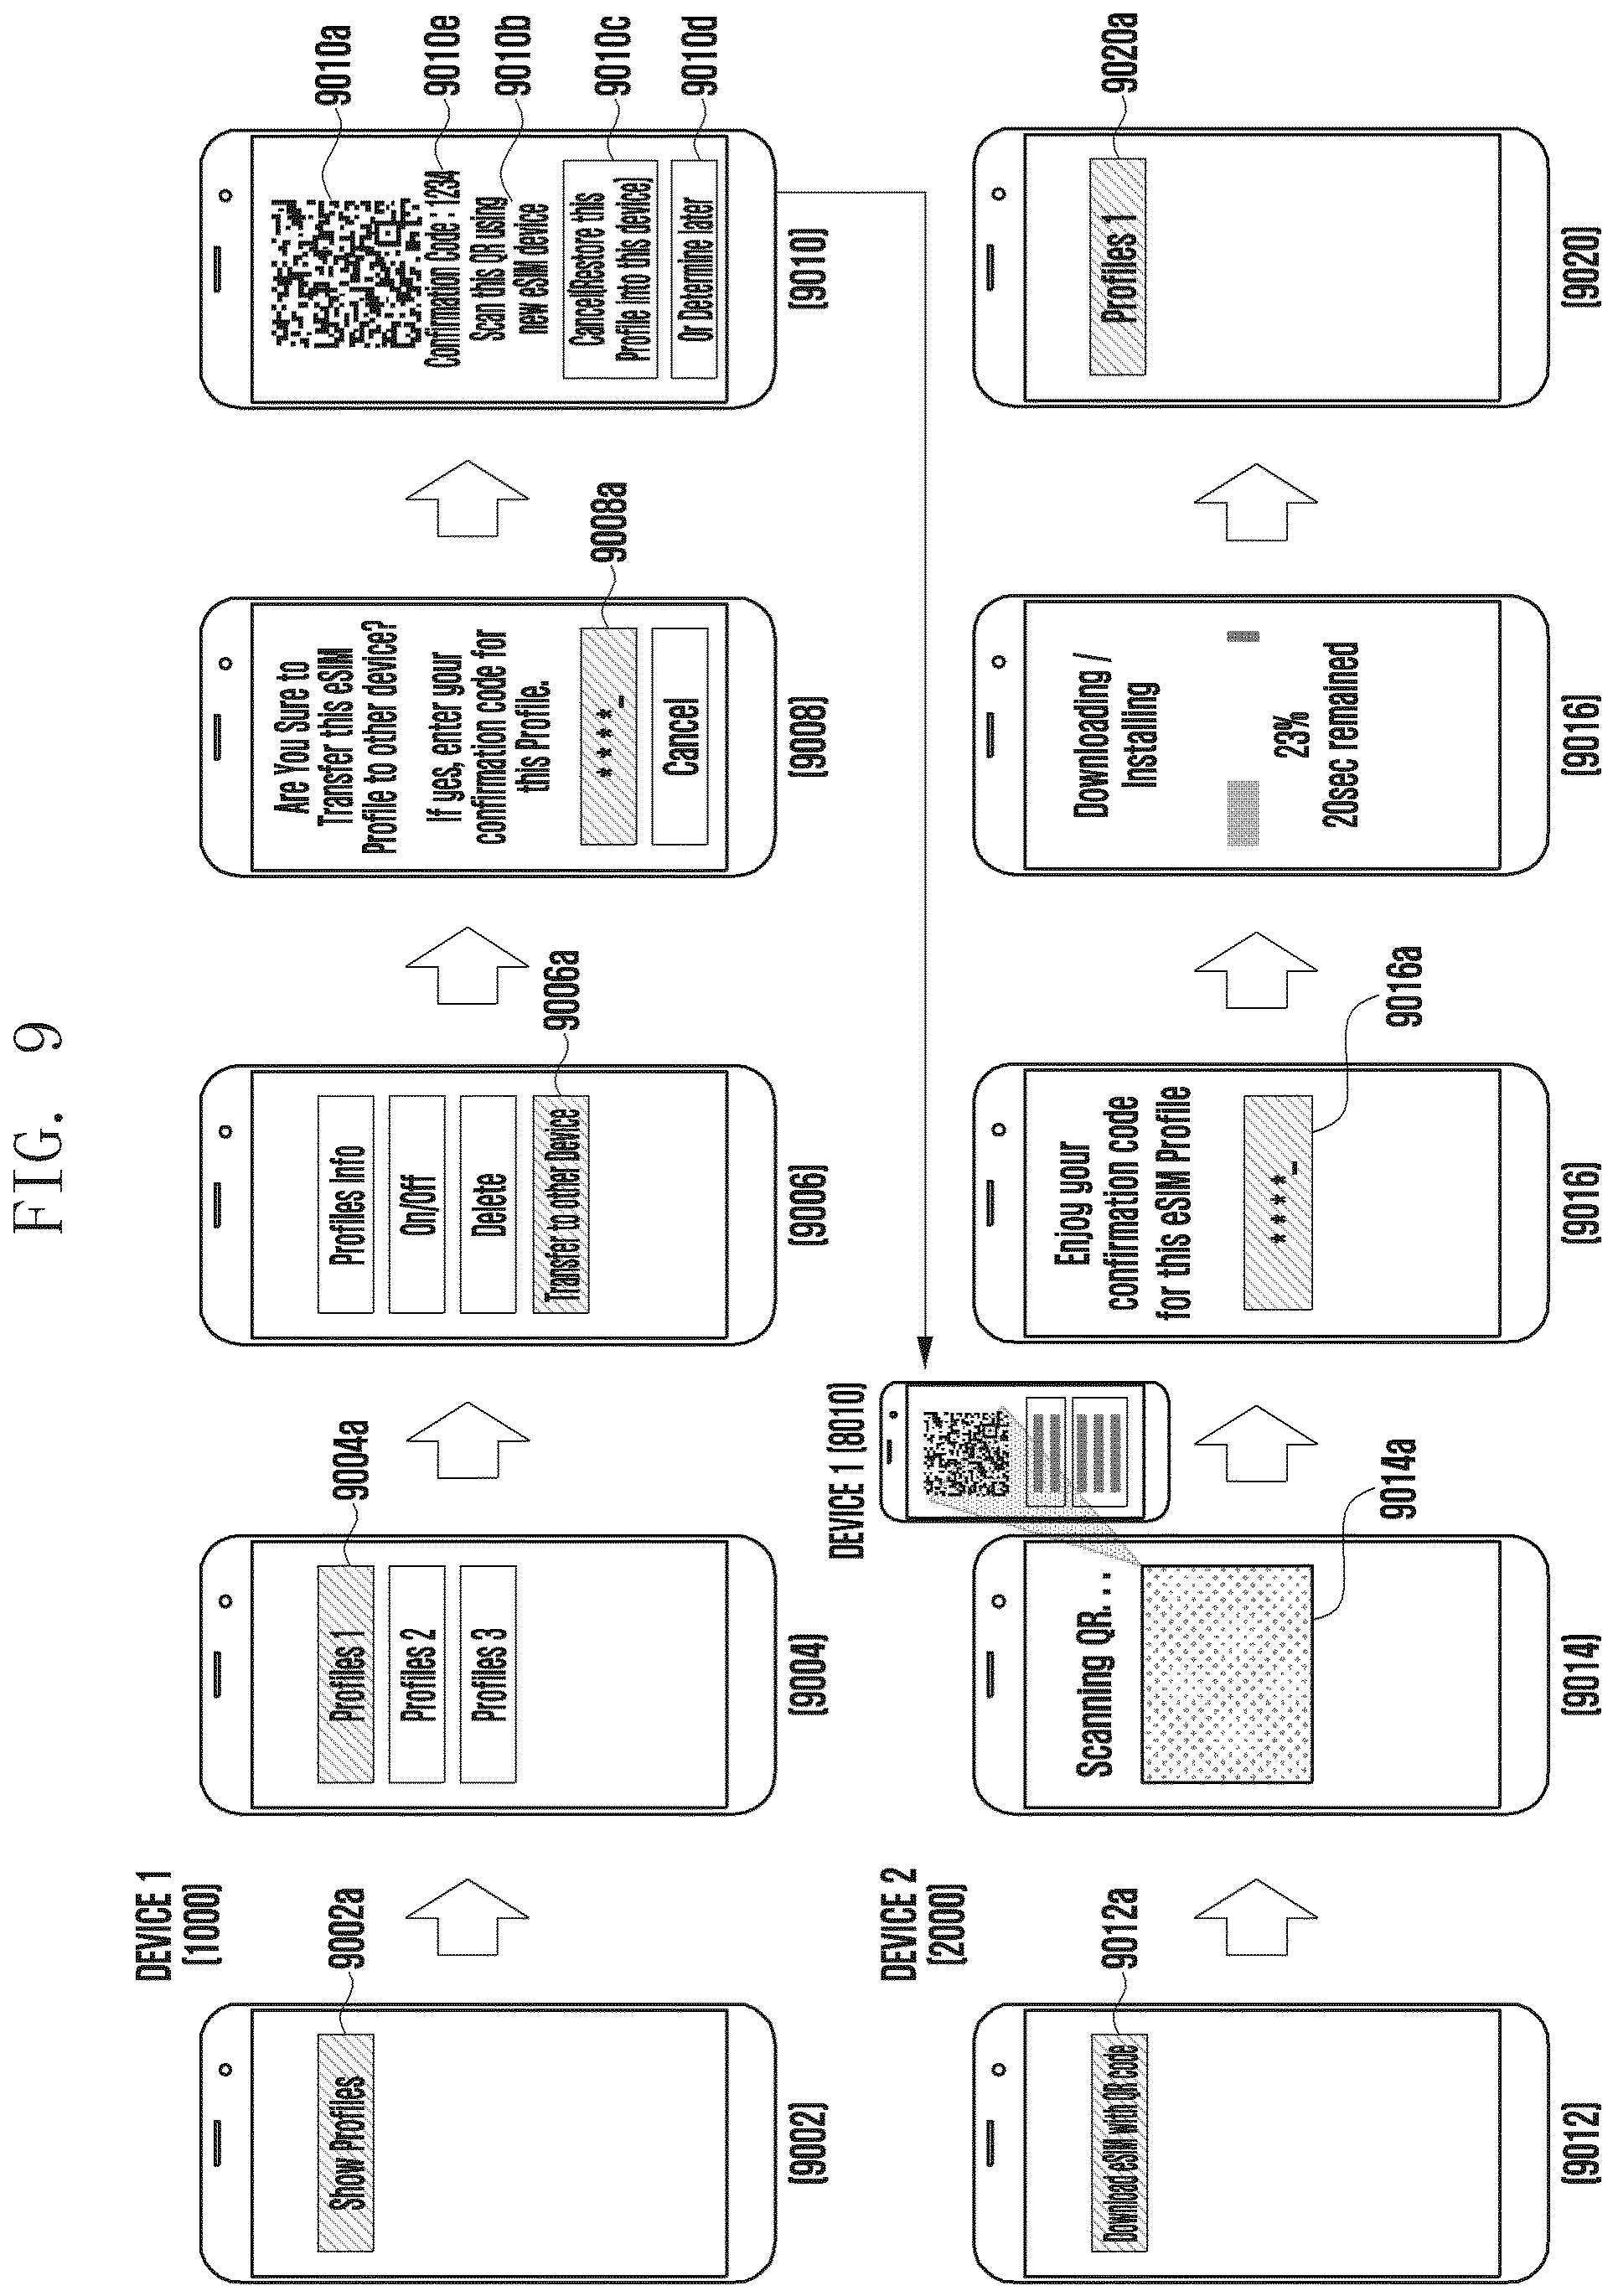 FIG. 9
DEVICE 1
(1000)
Show Profiles
9002a
(9002)
Profiles 1
Profiles 2
Profiles 3
9004a
(9004)
Profiles Info
On/Off
Delete
Transfer to other Device
9006a
(9006)
Are You Sure to
Transfer this eSIM
Profile to other device?
If yes, enter your
confirmation code for
this Profile.
****_
Cancel
9008a
(9008)
Confirmation Code : 1234
Scan this QR using
new eSIM device
Cancel(Restore this
Profile into this device)
Or Determine later
9010a
9010e
9010b
9010c
9010d
(9010)
DEVICE 2
(2000)
Download eSIM with QR code
9012a
(9012)
DEVICE 1 (8010)
Scanning QR. . .
9014a
(9014)
Enjoy your
confirmation code
for this eSIM Profile
****_
9016a
(9016)
Downloading /
Installing
23%
20sec remained
(9016)
Profiles 1
9020a
(9020)